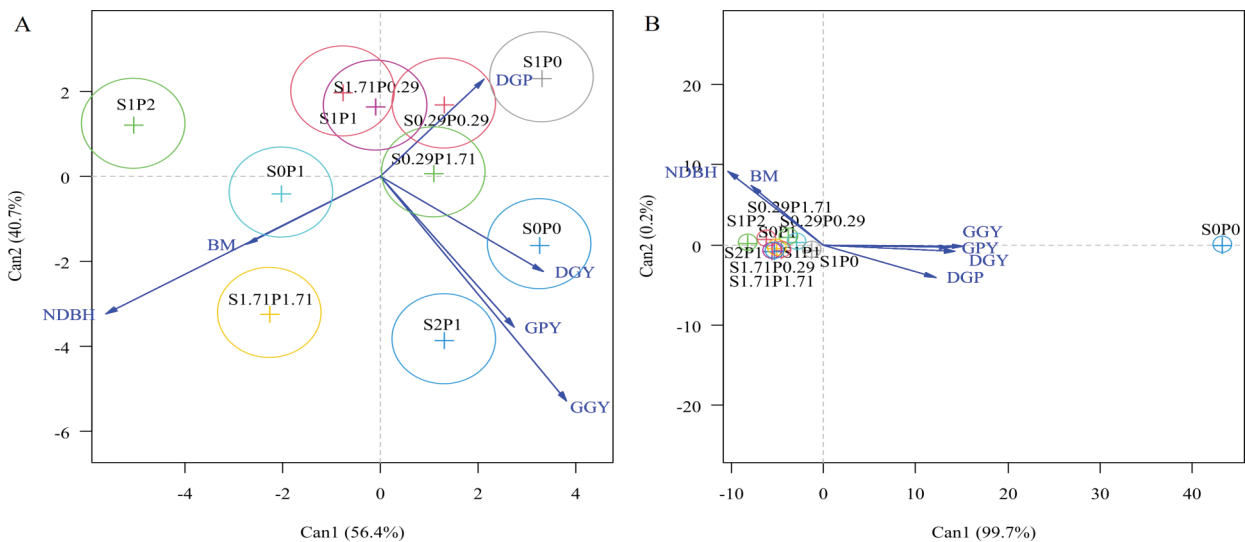 A
S1P0
DGP
S1.71P0.29
S1P2
S1P1
S0.29P0.29
S0.29P1.71
S0P1
S0P0
BM
DGY
NDBH
S1.71P1.71
S2P1
GPY
GGY
2
0
-2
-4
-6
-4
-2
0
2
4
Can2 (40.7%)
Can1 (56.4%)
B
NDBH
BM
S0.29P1.71
S1P2
S0.29P0.29
S0P1
GGY
S0P0
GPY
S2P1
S1P1
DGY
S1P0
S1.71P0.29
DGP
S1.71P1.71
20
10
0
-10
-20
-10
0
10
20
30
40
Can2 (0.2%)
Can1 (99.7%)